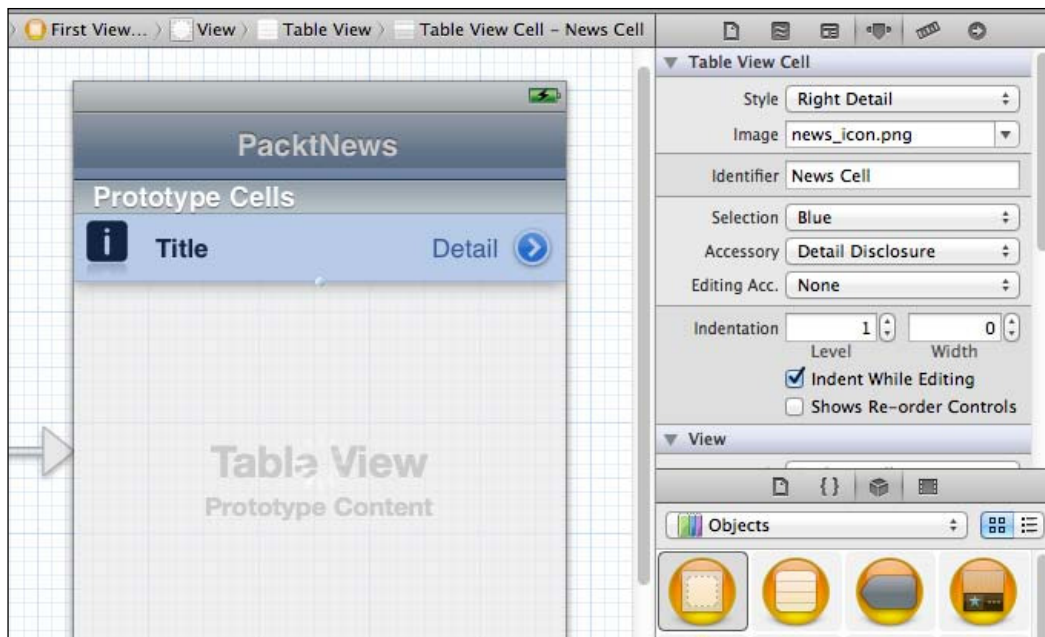 First View... View Table View Table View Cell – News Cell
PacktNews
Prototype Cells
i Title Detail
Table View
Prototype Content
Table View Cell
Style Right Detail
Image news_icon.png
Identifier News Cell
Selection Blue
Accessory Detail Disclosure
Editing Acc. None
Indentation 1 0
Level Width
Indent While Editing
Shows Re-order Controls
View
{}
Objects